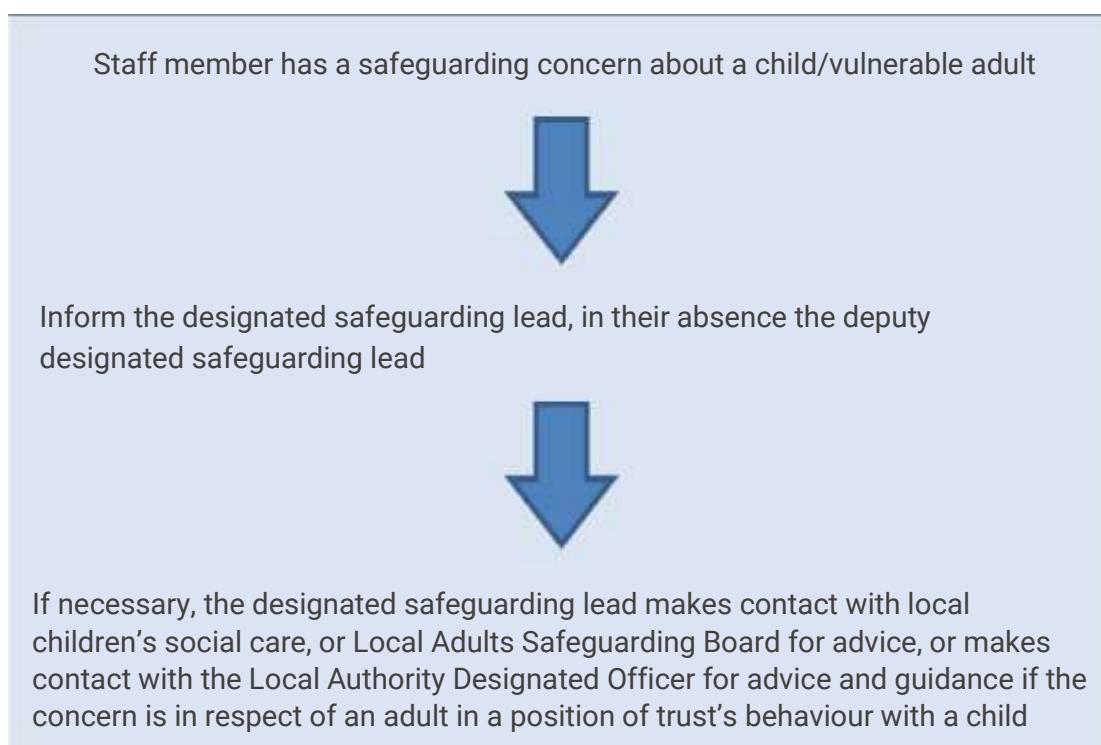 Staff member has a safeguarding concern about a child/vulnerable adult
Inform the designated safeguarding lead, in their absence the deputy
designated safeguarding lead
If necessary, the designated safeguarding lead makes contact with local
children’s social care, or Local Adults Safeguarding Board for advice, or makes
contact with the Local Authority Designated Officer for advice and guidance if the
concern is in respect of an adult in a position of trust’s behaviour with a child